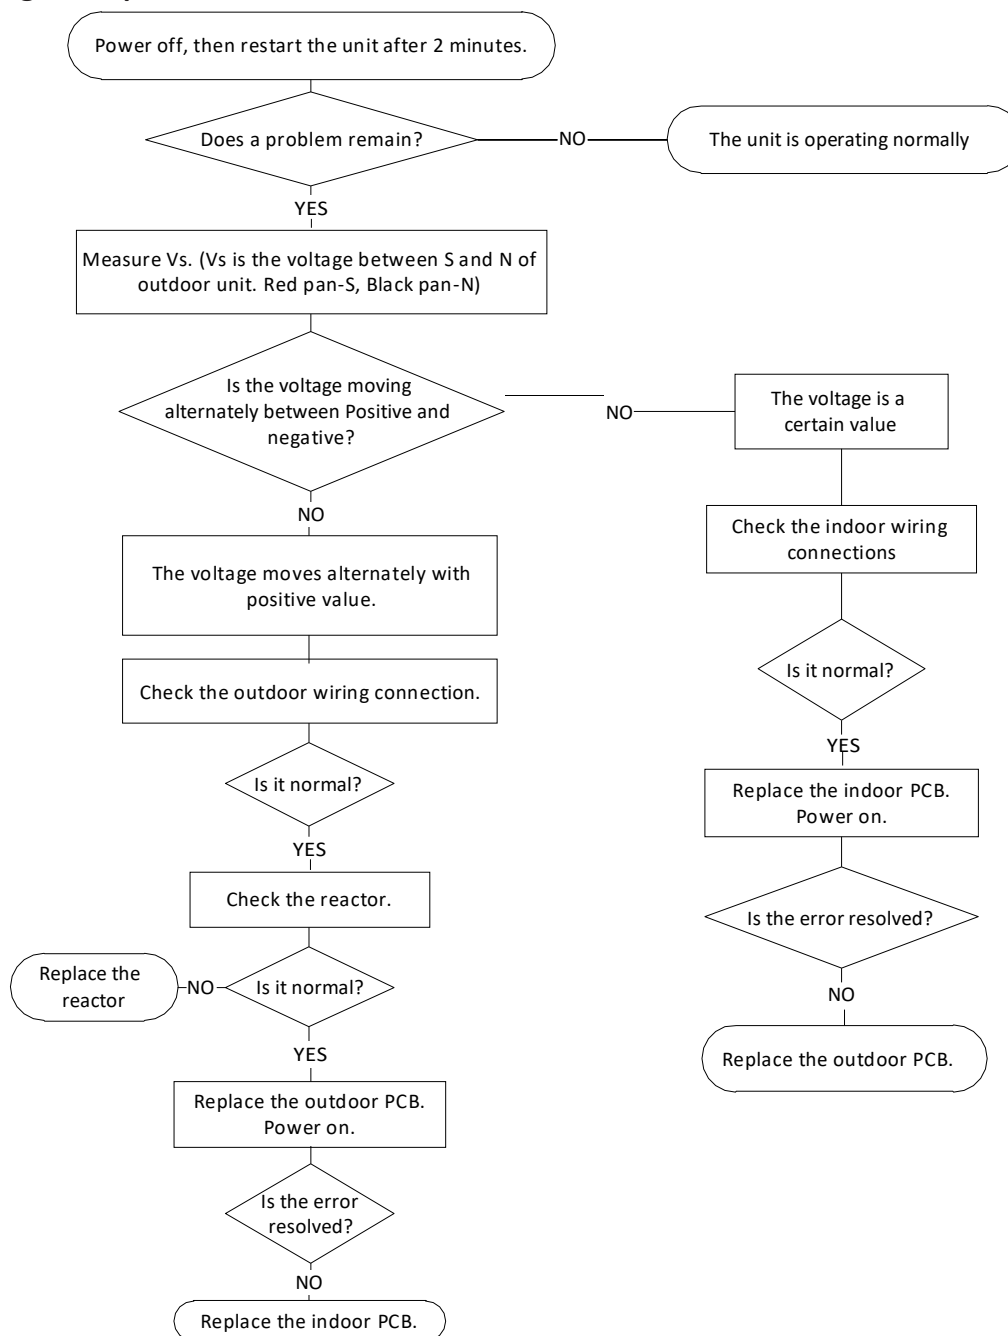 Power off, then restart the unit after 2 minutes.
Does a problem remain?
NO
The unit is operating normally
YES
Measure Vs. (Vs is the voltage between S and N of
outdoor unit. Red pan-S, Black pan-N)
Is the voltage moving
alternately between Positive and
negative?
NO
The voltage is a
certain value
NO
The voltage moves alternately with
positive value.
Check the outdoor wiring connection.
Is it normal?
YES
Check the reactor.
Is it normal?
NO
Replace the
reactor
YES
Replace the outdoor PCB.
Power on.
Is the error
resolved?
NO
Replace the indoor PCB.
Check the indoor wiring
connections
Is it normal?
YES
Replace the indoor PCB.
Power on.
Is the error resolved?
NO
Replace the outdoor PCB.